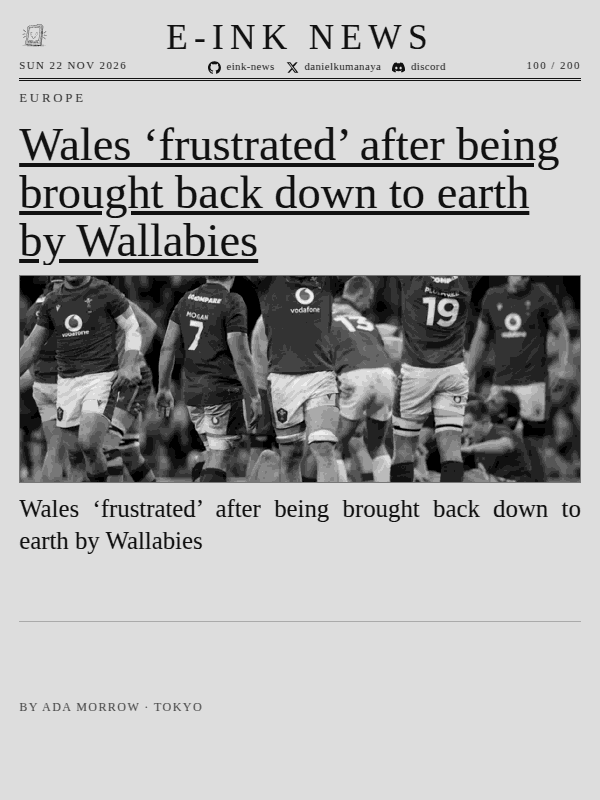 E-INK NEWS
SUN 22 NOV 2026
eink-news
danielkumanaya
discord
100 / 200
EUROPE
Wales ‘frustrated’ after being
brought back down to earth
by Wallabies
vodafone
MOGAN
7
vodafone
13
19
vodafone
Wales ‘frustrated’ after being brought back down to
earth by Wallabies
BY ADA MORROW · TOKYO